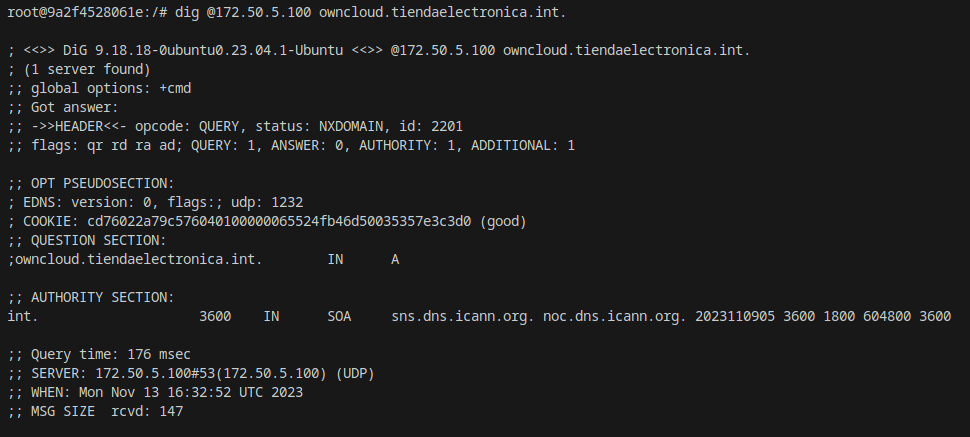 root@9a2f4528061e:/# dig @172.50.5.100 owncloud.tiendaelectronica.int.
; <<>> DiG 9.18.18-0ubuntu0.23.04.1-Ubuntu <<>> @172.50.5.100 owncloud.tiendaelectronica.int.
; (1 server found)
;; global options: +cmd
;; Got answer:
;; ->>HEADER<<- opcode: QUERY, status: NXDOMAIN, id: 2201
;; flags: qr rd ra ad; QUERY: 1, ANSWER: 0, AUTHORITY: 1, ADDITIONAL: 1
;; OPT PSEUDOSECTION:
; EDNS: version: 0, flags:; udp: 1232
; COOKIE: cd76022a79c576040100000065524fb46d50035357e3c3d0 (good)
;; QUESTION SECTION:
;owncloud.tiendaelectronica.int. IN A
;; AUTHORITY SECTION:
int. 3600 IN SOA sns.dns.icann.org. noc.dns.icann.org. 2023110905 3600 1800 604800 3600
;; Query time: 176 msec
;; SERVER: 172.50.5.100#53(172.50.5.100) (UDP)
;; WHEN: Mon Nov 13 16:32:52 UTC 2023
;; MSG SIZE  rcvd: 147